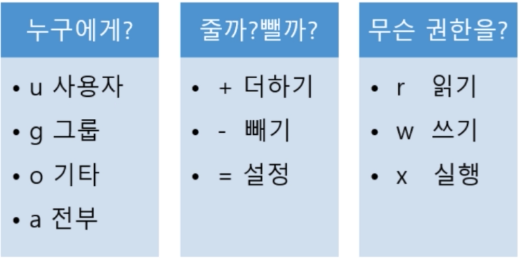 누구에게?
• u 사용자
• g 그룹
• o 기타
• a 전부
줄까?뺄까?
• + 더하기
• - 빼기
• = 설정
무슨 권한을?
• r 읽기
• w 쓰기
• x 실행